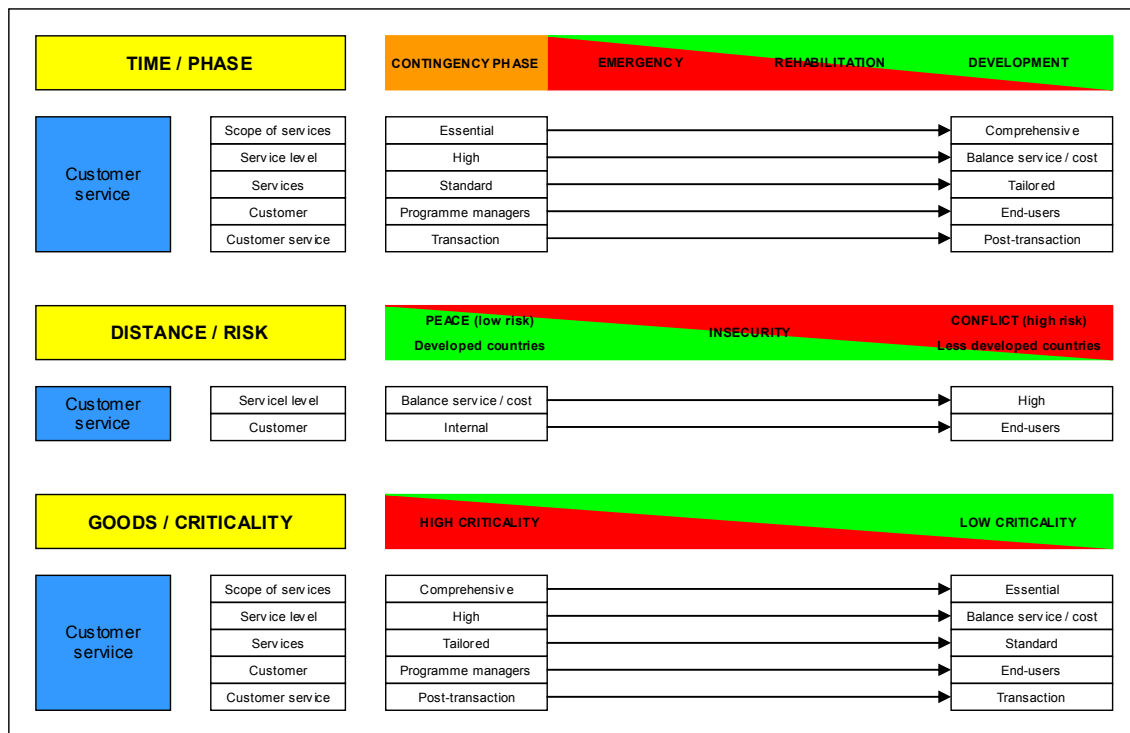 TIME / PHASE
CONTINGENCY PHASE EMERGENCY REHABILITATION DEVELOPMENT
Customer
service
Scope of services Essential Comprehensive
Service level High Balance service / cost
Services Standard Tailored
Customer Programme managers End-users
Customer service Transaction Post-transaction
DISTANCE / RISK
PEACE (low risk)
Developed countries
INSECURITY
CONFLICT (high risk)
Less developed countries
Customer
service
Servicel level Balance service / cost High
Customer Internal End-users
GOODS / CRITICALITY
HIGH CRITICALITY LOW CRITICALITY
Customer
serviice
Scope of services Comprehensive Essential
Service level High Balance service / cost
Services Tailored Standard
Customer Programme managers End-users
Customer service Post-transaction Transaction